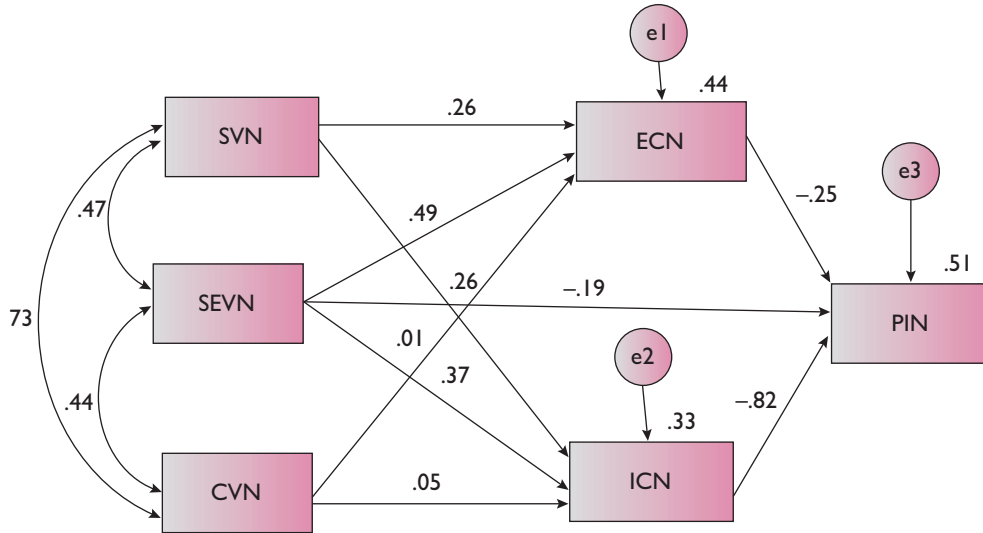 e1
.44
.26
SVN
ECN
e3
.47
.49
–.25
.51
SEVN
.26
–.19
PIN
73
.01
e2
.37
.44
–.82
.33
CVN
.05
ICN